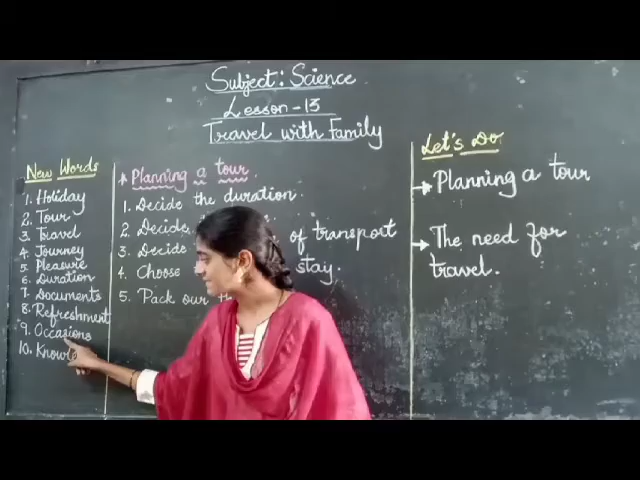 Subject: Science
Lesson-13
Travel with Family
New Words
1. Holiday
2. Tour
3. Travel
4. Journey
5. Pleasure
6. Duration
7. Documents
8. Refreshment
9. Occasions
10.
Planning a tour
1. Decide the duration.
2. Decide
3. Decide of transport
4. Choose stay.
5. Pack our
Let's Do
→ Planning a tour
→ The need for
travel.